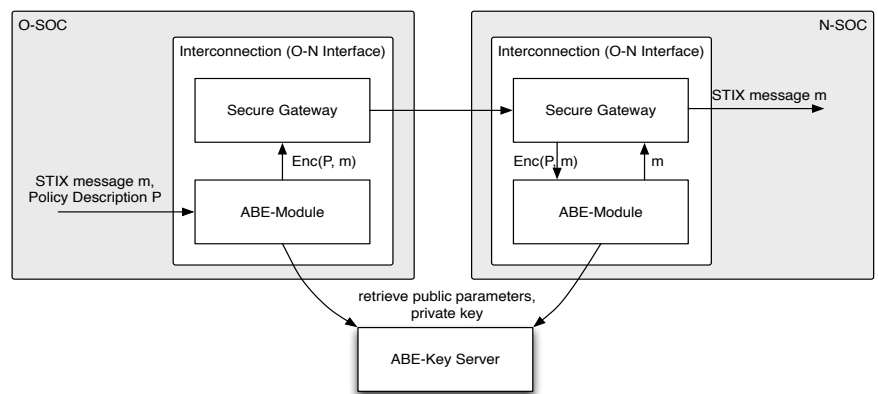 O-SOC
Interconnection (O-N Interface)
Secure Gateway
Enc(P, m)
STIX message m,
Policy Description P
ABE-Module
N-SOC
Interconnection (O-N Interface)
Secure Gateway
STIX message m
Enc(P, m)
m
ABE-Module
retrieve public parameters,
private key
ABE-Key Server